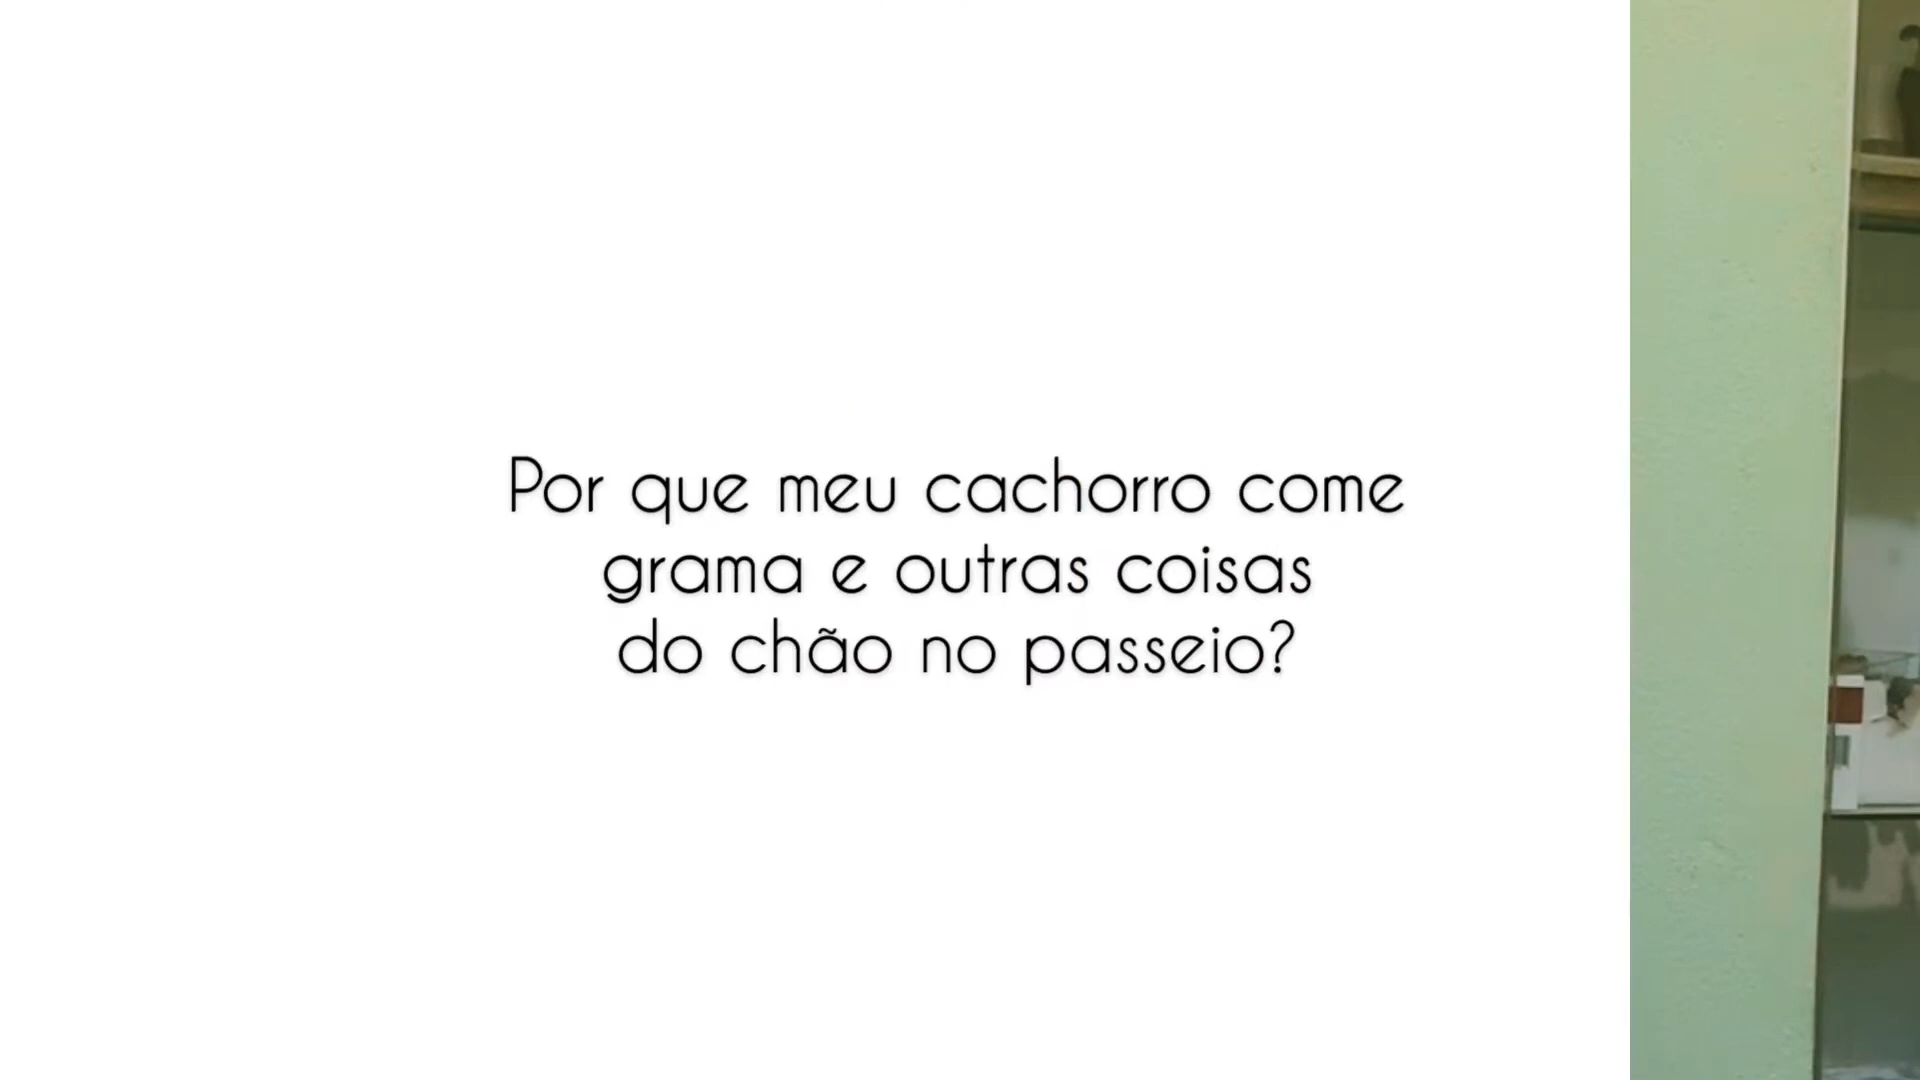 Por que meu cachorro come
grama e outras coisas
do chão no passeio?